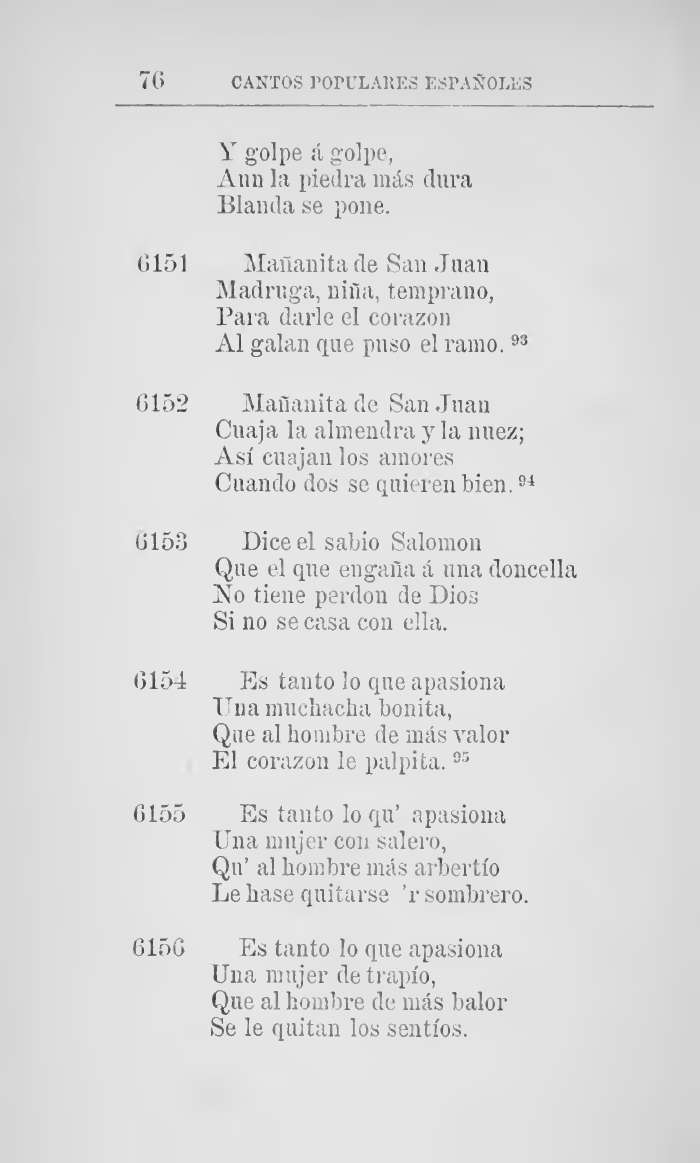 76 CANTOS POPULARES ESPAÑOLES
Y golpe á golpe,
Aun la piedra más dura
Blanda se pone.
6151 Mañanita de San Juan
Madruga, niña, temprano,
Para darle el corazon
Al galan que puso el ramo. 93
6152 Mañanita de San Juan
Cuaja la almendra y la nuez;
Así cuajan los amores
Cuando dos se quieren bien. 94
6153 Dice el sabio Salomon
Que el que engaña á una doncella
No tiene perdon de Dios
Si no se casa con ella.
6154 Es tanto lo que apasiona
Una muchacha bonita,
Que al hombre de más valor
El corazon le palpita. 95
6155 Es tanto lo qu' apasiona
Una mujer con salero,
Qu' al hombre más arbertío
Le hase quitarse 'r sombrero.
6156 Es tanto lo que apasiona
Una mujer de trapío,
Que al hombre de más balor
Se le quitan los sentíos.